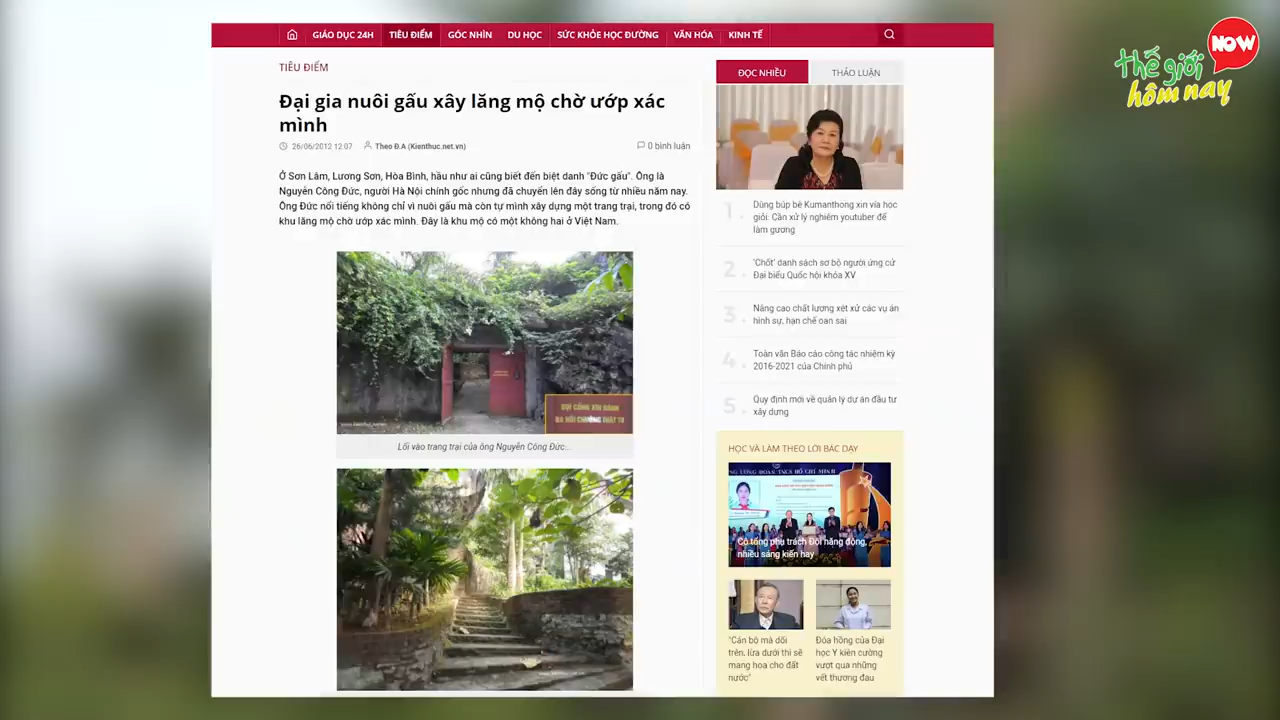 GIÁO DỤC 24H TIÊU ĐIỂM GÓC NHÌN DU HỌC SỨC KHỎE HỌC ĐƯỜNG VĂN HÓA KINH TẾ
thế giới
hôm nay
NOW
TIÊU ĐIỂM
Đại gia nuôi gấu xây lăng mộ chờ ướp xác
mình
26/06/2012 12:07 Theo Đ.A (Kienthuc.net.vn) 0 bình luận
Ở Sơn Lâm, Lương Sơn, Hòa Bình, hầu như ai cũng biết đến biệt danh "Đức gấu". Ông là
Nguyễn Công Đức, người Hà Nội chính gốc nhưng đã chuyển lên đây sống từ nhiều năm nay.
Ông Đức nổi tiếng không chỉ vì nuôi gấu mà còn tự mình xây dựng một trang trại, trong đó có
khu lăng mộ chờ ướp xác mình. Đây là khu mộ có một không hai ở Việt Nam.
GỌI CỔNG XIN HÀNH
RA NÓI CHUYỆN THẬT TO
Lối vào trang trại của ông Nguyễn Công Đức...
ĐỌC NHIỀU THẢO LUẬN
1. Dùng búp bê Kumanthong xin vía học
giỏi: Cần xử lý nghiêm youtuber để
làm gương
2. 'Chốt' danh sách sơ bộ người ứng cử
Đại biểu Quốc hội khóa XV
3. Nâng cao chất lượng xét xử các vụ án
hình sự, hạn chế oan sai
4. Toàn văn Báo cáo công tác nhiệm kỳ
2016-2021 của Chính phủ
5. Quy định mới về quản lý dự án đầu tư
xây dựng
HỌC VÀ LÀM THEO LỜI BÁC DẠY
Cô tổng phụ trách Đội năng động,
nhiều sáng kiến hay
"Cán bộ mà dối
trên, lừa dưới thì sẽ
mang họa cho đất
nước"
Đóa hồng của Đại
học Y kiên cường
vượt qua những
vết thương đau